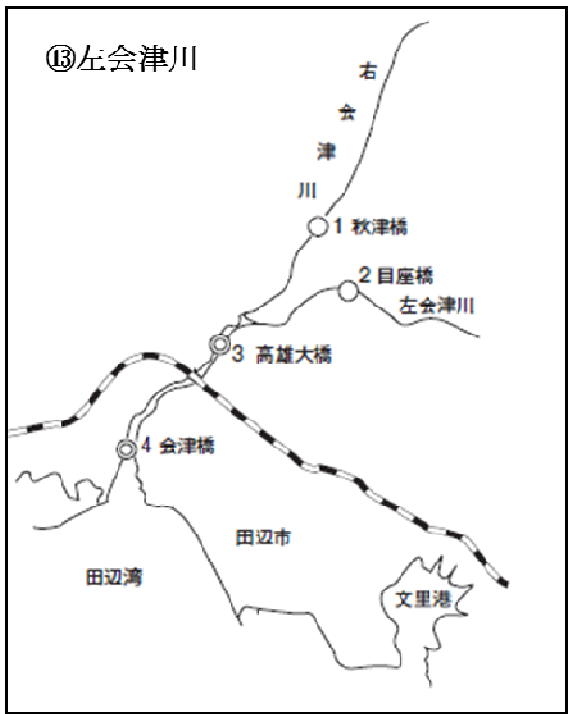 ⑬左会津川
右会津川
1 秋津橋
2 目座橋
左会津川
3 高雄大橋
4 会津橋
田辺市
田辺湾
文里港